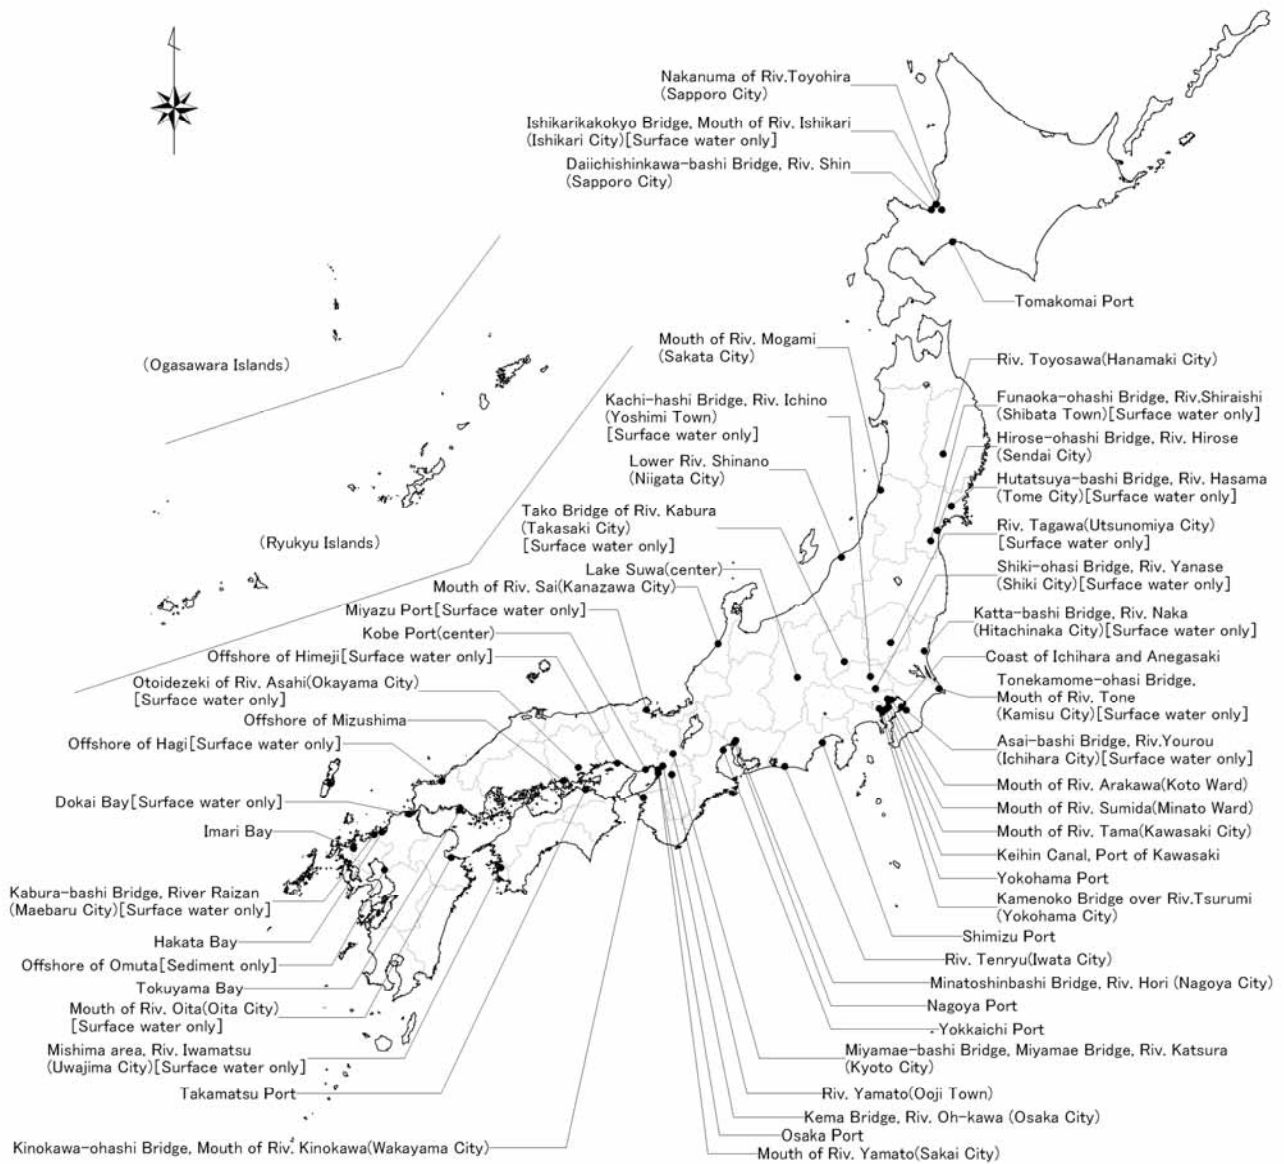 Nakanuma of Riv.Toyohira
(Sapporo City)
Ishikarikakokyo Bridge, Mouth of Riv. Ishikari
(Ishikari City)[Surface water only]
Daiichishinkawa-bashi Bridge, Riv. Shin
(Sapporo City)
Tomakomai Port
(Ogasawara Islands)
(Ryukyu Islands)
Mouth of Riv. Mogami
(Sakata City)
Kachi-hashi Bridge, Riv. Ichino
(Yoshimi Town)
[Surface water only]
Lower Riv. Shinano
(Niigata City)
Tako Bridge of Riv. Kabura
(Takasaki City)
[Surface water only]
Lake Suwa(center)
Mouth of Riv. Sai(Kanazawa City)
Miyazu Port[Surface water only]
Kobe Port(center)
Offshore of Himeji[Surface water only]
Otoidezeki of Riv. Asahi(Okayama City)
[Surface water only]
Offshore of Mizushima
Offshore of Hagi[Surface water only]
Dokai Bay[Surface water only]
Imari Bay
Kabura-bashi Bridge, River Raizan
(Maebaru City)[Surface water only]
Hakata Bay
Offshore of Omuta[Sediment only]
Tokuyama Bay
Mouth of Riv. Oita(Oita City)
[Surface water only]
Mishima area, Riv. Iwamatsu
(Uwajima City)[Surface water only]
Takamatsu Port
Kinokawa-ohashi Bridge, Mouth of Riv. Kinokawa(Wakayama City)
Riv. Toyosawa(Hanamaki City)
Funaoka-ohashi Bridge, Riv.Shiraishi
(Shibata Town)[Surface water only]
Hirose-ohashi Bridge, Riv. Hirose
(Sendai City)
Hutatsuya-bashi Bridge, Riv. Hasama
(Tome City)[Surface water only]
Riv. Tagawa(Utsunomiya City)
[Surface water only]
Shiki-ohasi Bridge, Riv. Yanase
(Shiki City)[Surface water only]
Katta-bashi Bridge, Riv. Naka
(Hitachinaka City)[Surface water only]
Coast of Ichihara and Anegasaki
Tonekamome-ohasi Bridge,
Mouth of Riv. Tone
(Kamisu City)[Surface water only]
Asai-bashi Bridge, Riv.Yourou
(Ichihara City)[Surface water only]
Mouth of Riv. Arakawa(Koto Ward)
Mouth of Riv. Sumida(Minato Ward)
Mouth of Riv. Tama(Kawasaki City)
Keihin Canal, Port of Kawasaki
Yokohama Port
Kamenoko Bridge over Riv.Tsurumi
(Yokohama City)
Shimizu Port
Riv. Tenryu(Iwata City)
Minatoshinbashi Bridge, Riv. Hori (Nagoya City)
Nagoya Port
Yokkaichi Port
Miyamae-bashi Bridge, Miyamae Bridge, Riv. Katsura
(Kyoto City)
Riv. Yamato(Ooji Town)
Kema Bridge, Riv. Oh-kawa (Osaka City)
Osaka Port
Mouth of Riv. Yamato(Sakai City)